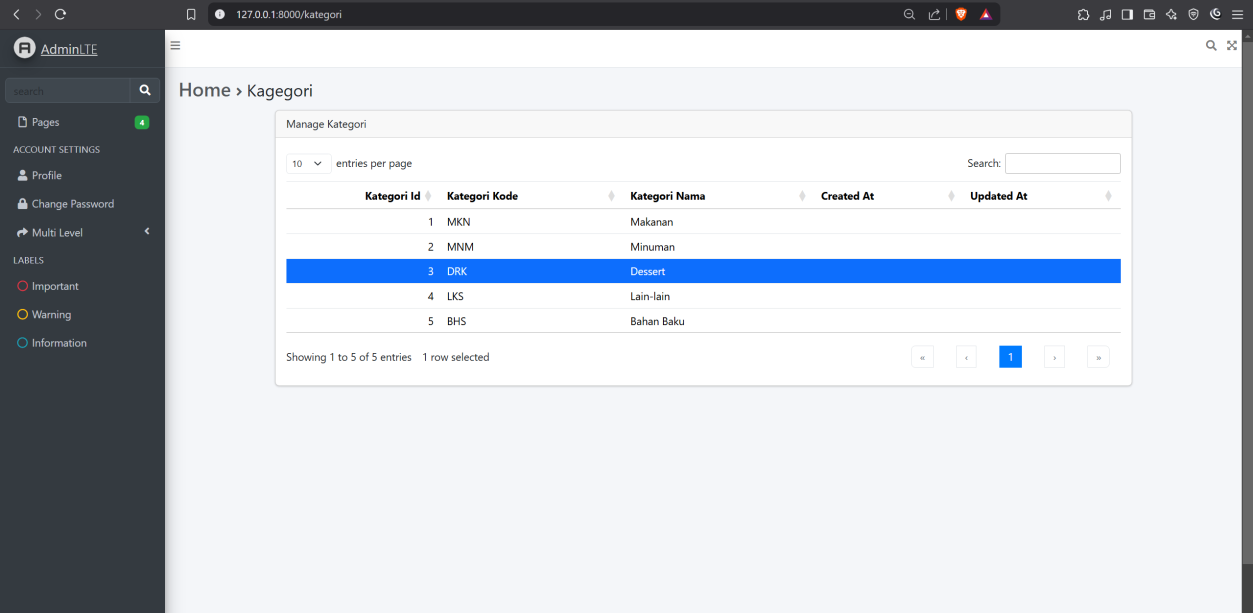 127.0.0.1:8000/kategori
AdminLTE
search
Pages 4
ACCOUNT SETTINGS
Profile
Change Password
Multi Level
LABELS
Important
Warning
Information
Home › Kagegori
Manage Kategori
10 entries per page Search:
Kategori Id Kategori Kode Kategori Nama Created At Updated At
1 MKN Makanan
2 MNM Minuman
3 DRK Dessert
4 LKS Lain-lain
5 BHS Bahan Baku
Showing 1 to 5 of 5 entries 1 row selected « ‹ 1 › »